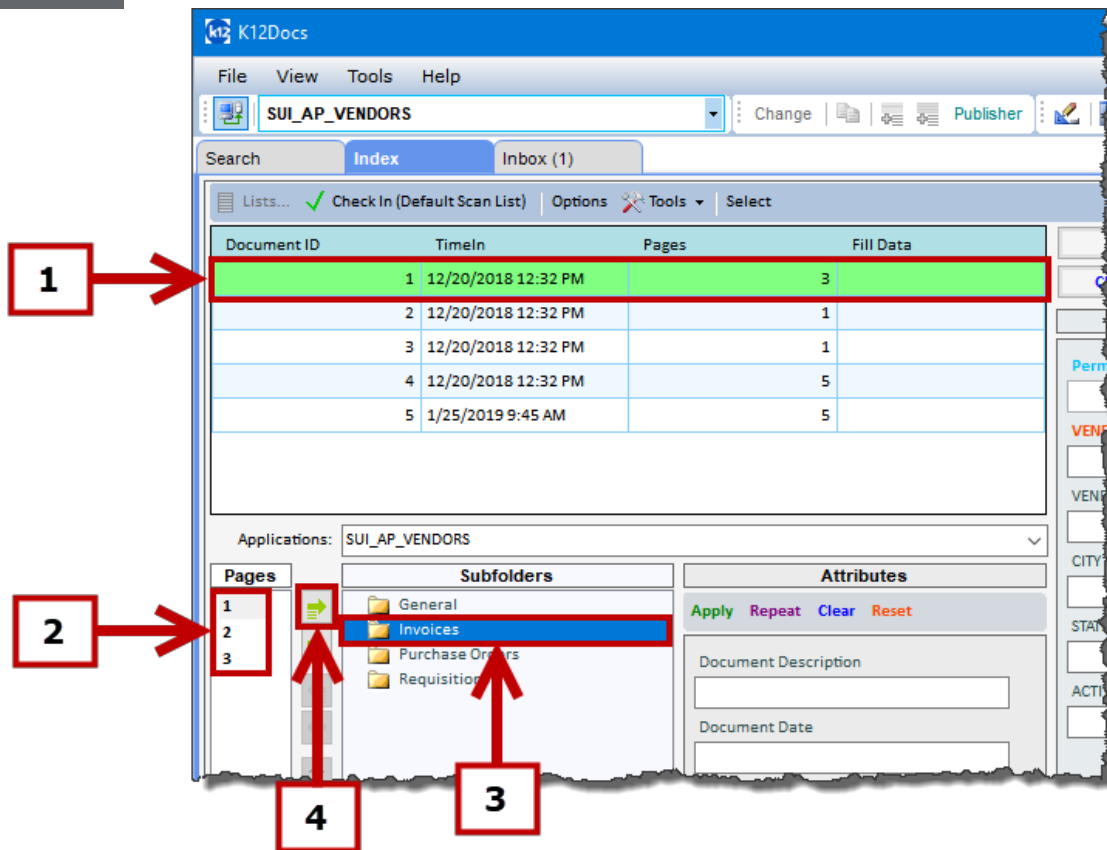 k12 K12Docs
File View Tools Help
SUI_AP_VENDORS Change Publisher
Search Index Inbox (1)
Lists... Check In (Default Scan List) Options Tools Select
Document ID TimeIn Pages Fill Data
1 12/20/2018 12:32 PM 3
2 12/20/2018 12:32 PM 1
3 12/20/2018 12:32 PM 1
4 12/20/2018 12:32 PM 5
5 1/25/2019 9:45 AM 5
1
Applications: SUI_AP_VENDORS
Pages Subfolders Attributes
1 General Apply Repeat Clear Reset
2 Invoices
3 Purchase Orders Document Description
Requisition
Document Date
2
3
4
CITY